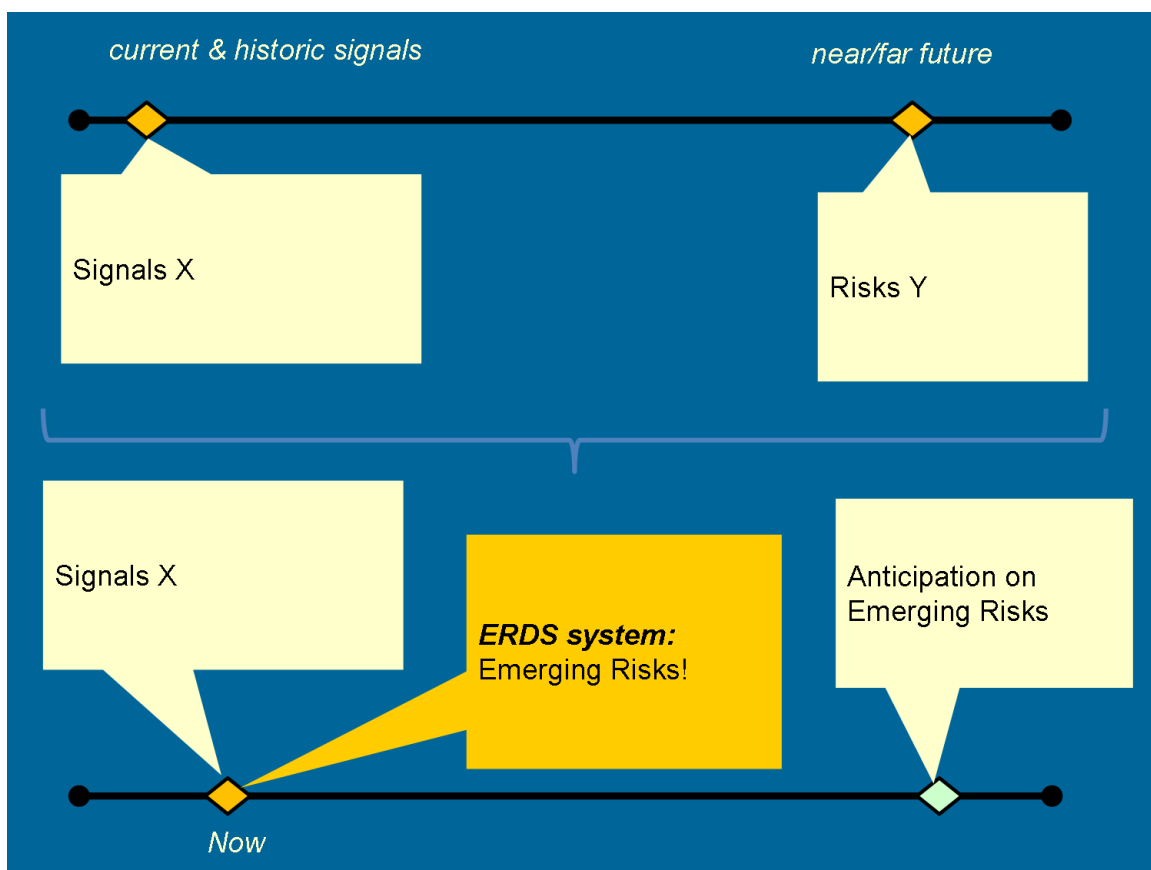 current & historic signals
near/far future
Signals X
Risks Y
Signals X
ERDS system:
Emerging Risks!
Anticipation on
Emerging Risks
Now